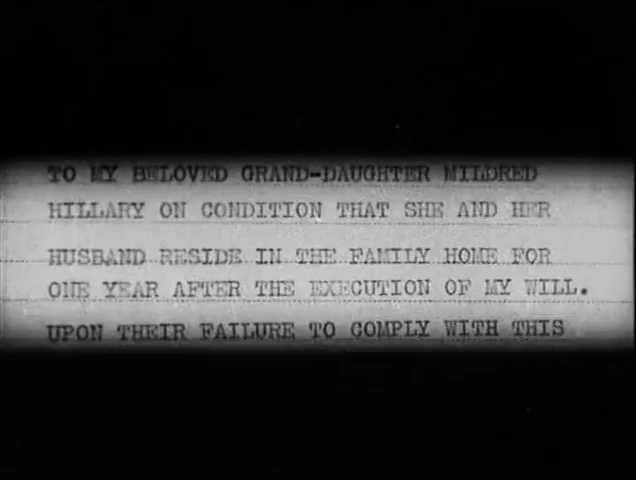 TO MY BELOVED GRAND-DAUGHTER MILDRED
HILLARY ON CONDITION THAT SHE AND HER
HUSBAND RESIDE IN THE FAMILY HOME FOR
ONE YEAR AFTER THE EXECUTION OF MY WILL.
UPON THEIR FAILURE TO COMPLY WITH THIS